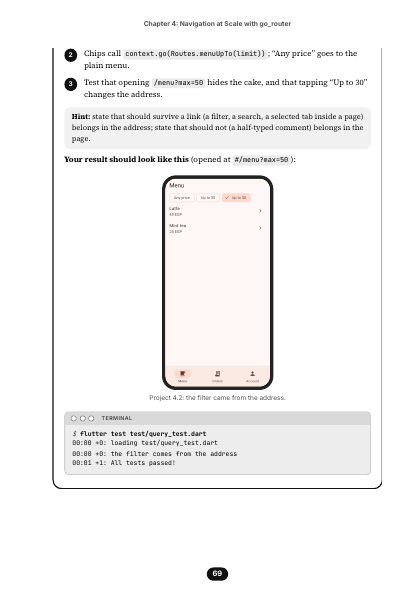 Chapter 4: Navigation at Scale with go_router
2 Chips call context.go(Routes.menuUpTo(limit)); “Any price” goes to the
plain menu.
3 Test that opening /menu?max=50 hides the cake, and that tapping “Up to 30”
changes the address.
Hint: state that should survive a link (a filter, a search, a selected tab inside a page)
belongs in the address; state that should not (a half-typed comment) belongs in the
page.
Your result should look like this (opened at #/menu?max=50):
Menu
Any price Up to 30 Up to 50
Latte
45 EGP
Mint tea
25 EGP
Menu Orders Account
Project 4.2: the filter came from the address.
TERMINAL
$ flutter test test/query_test.dart
00:00 +0: loading test/query_test.dart
00:00 +0: the filter comes from the address
00:01 +1: All tests passed!
69